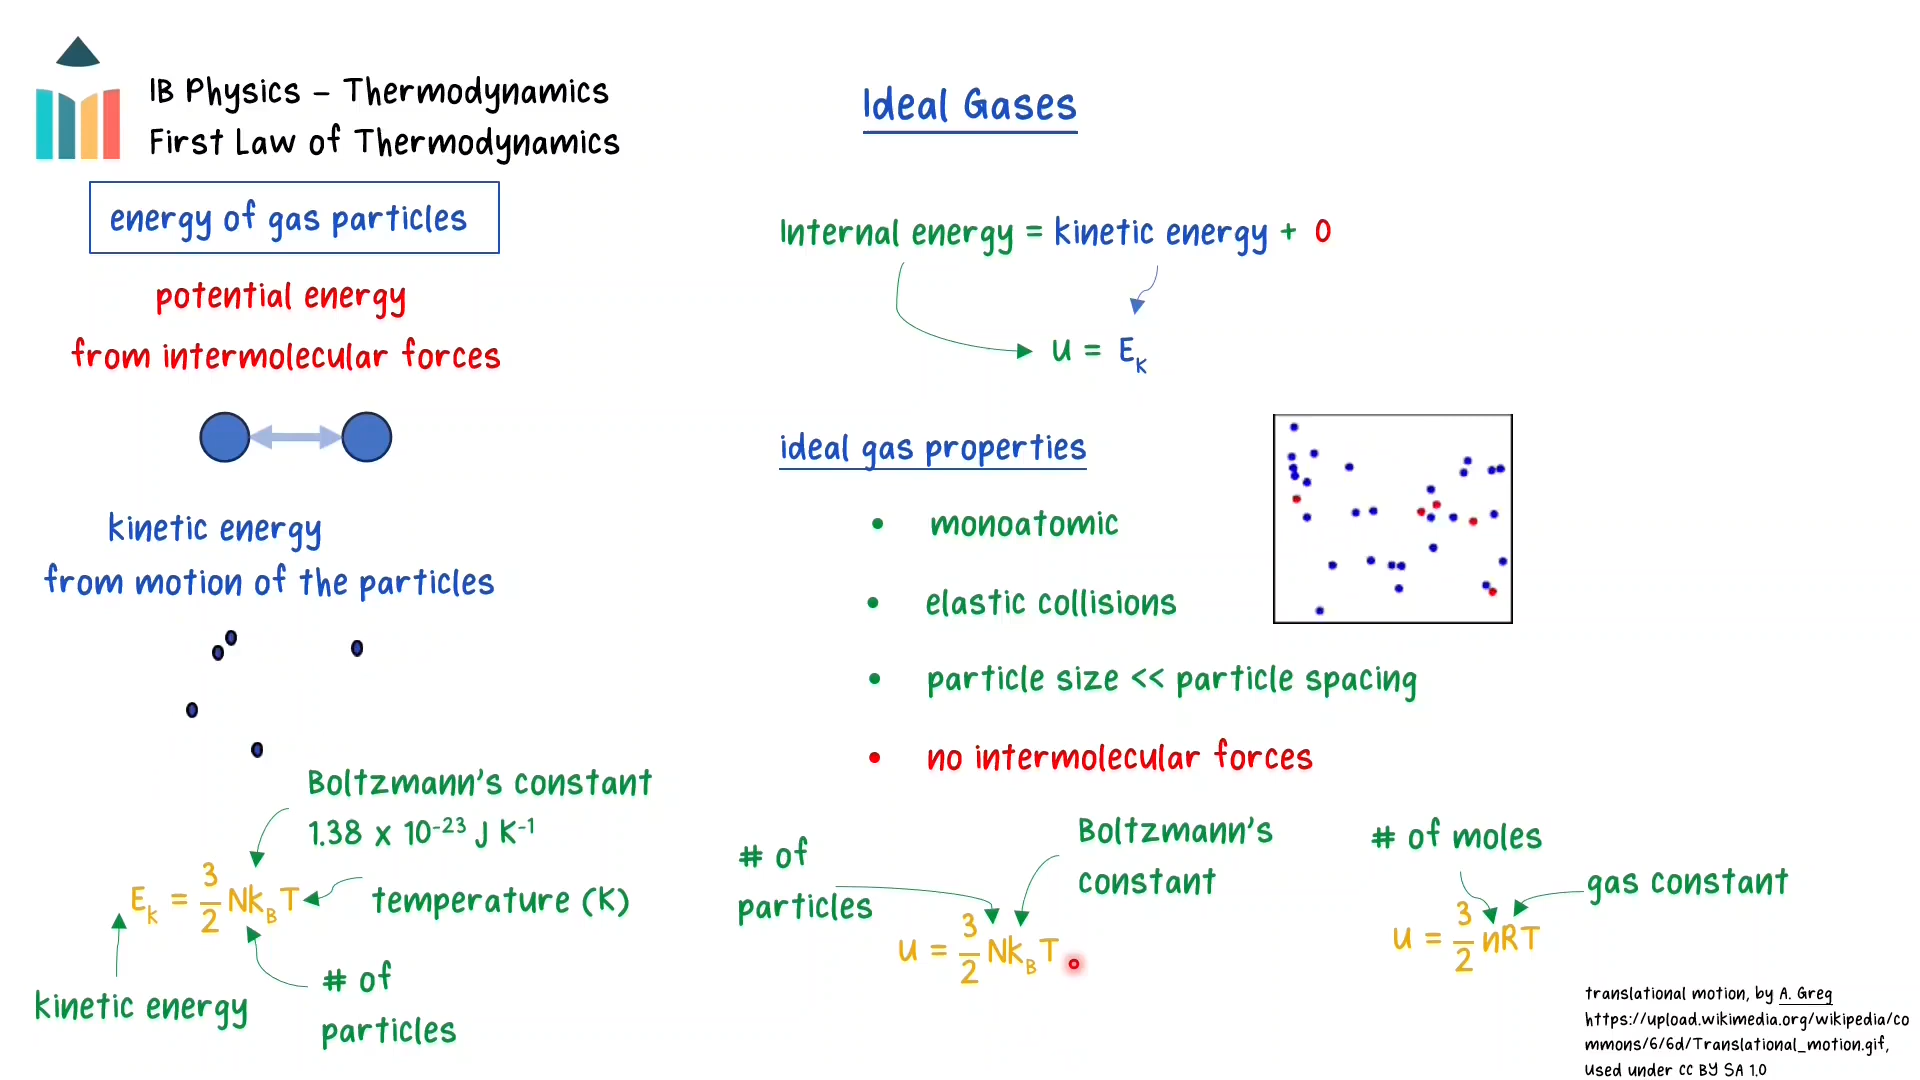 IB Physics – Thermodynamics
First Law of Thermodynamics
energy of gas particles
potential energy
from intermolecular forces
kinetic energy
from motion of the particles
Boltzmann's constant
1.38 x 10⁻²³ J K⁻¹
E_K = 3/2 Nk_B T
temperature (K)
kinetic energy
# of
particles
Ideal Gases
Internal energy = kinetic energy + 0
U = E_K
ideal gas properties
• monoatomic
• elastic collisions
• particle size << particle spacing
• no intermolecular forces
# of
particles
Boltzmann's
constant
U = 3/2 Nk_B T
# of moles
gas constant
U = 3/2 nRT
translational motion, by A. Greg
https://upload.wikimedia.org/wikipedia/co
mmons/6/6d/Translational_motion.gif,
used under CC BY SA 1.0